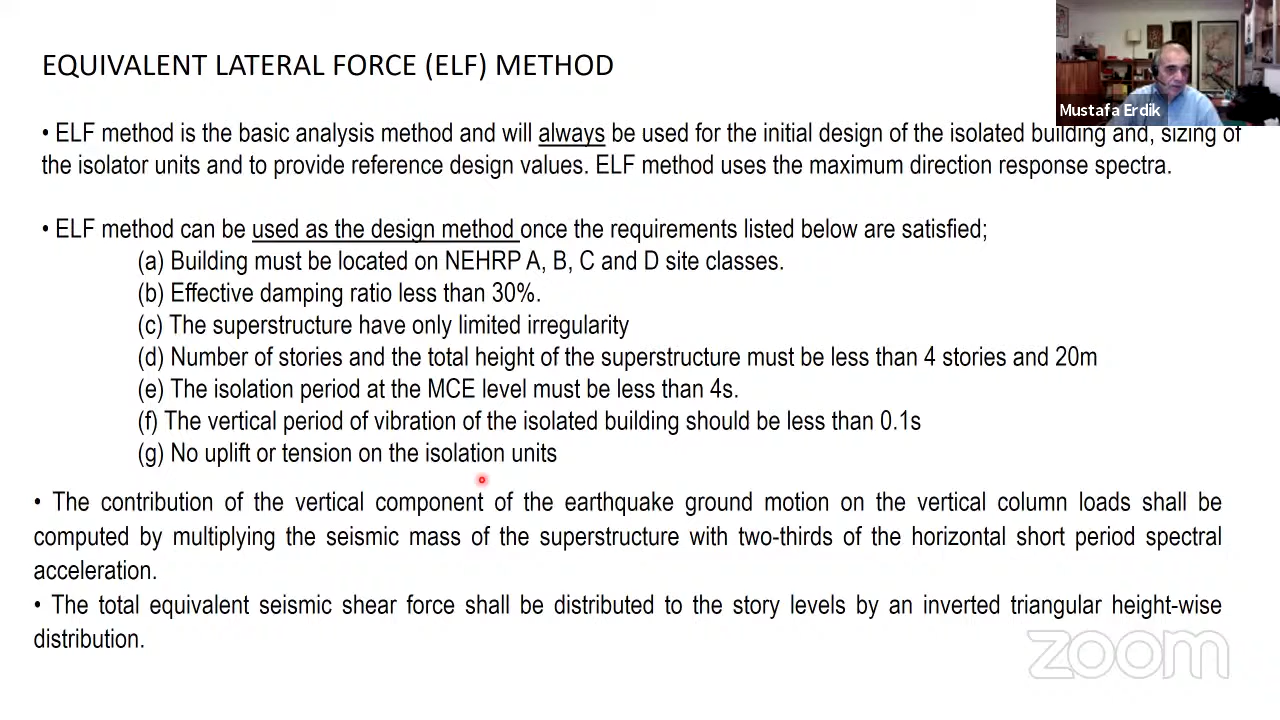 EQUIVALENT LATERAL FORCE (ELF) METHOD
Mustafa Erdik
• ELF method is the basic analysis method and will always be used for the initial design of the isolated building and, sizing of
the isolator units and to provide reference design values. ELF method uses the maximum direction response spectra.
• ELF method can be used as the design method once the requirements listed below are satisfied;
(a) Building must be located on NEHRP A, B, C and D site classes.
(b) Effective damping ratio less than 30%.
(c) The superstructure have only limited irregularity
(d) Number of stories and the total height of the superstructure must be less than 4 stories and 20m
(e) The isolation period at the MCE level must be less than 4s.
(f) The vertical period of vibration of the isolated building should be less than 0.1s
(g) No uplift or tension on the isolation units
• The contribution of the vertical component of the earthquake ground motion on the vertical column loads shall be
computed by multiplying the seismic mass of the superstructure with two-thirds of the horizontal short period spectral
acceleration.
• The total equivalent seismic shear force shall be distributed to the story levels by an inverted triangular height-wise
distribution.
zoom